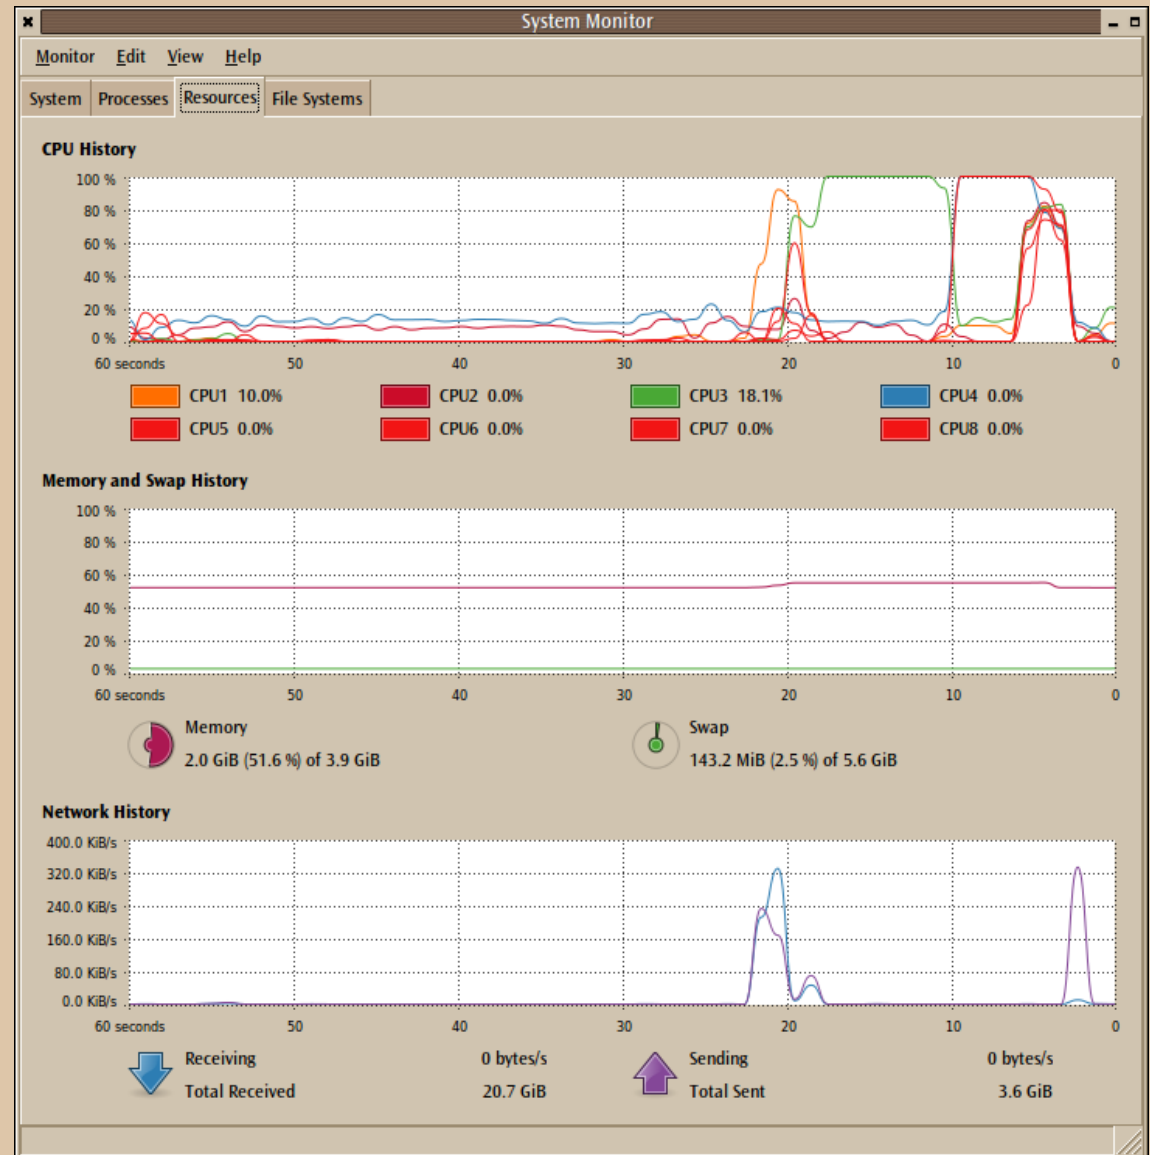 System Monitor
Monitor Edit View Help
System Processes Resources File Systems
CPU History
100 %
80 %
60 %
40 %
20 %
0 %
60 seconds 50 40 30 20 10 0
CPU1 10.0% CPU2 0.0% CPU3 18.1% CPU4 0.0%
CPU5 0.0% CPU6 0.0% CPU7 0.0% CPU8 0.0%
Memory and Swap History
100 %
80 %
60 %
40 %
20 %
0 %
60 seconds 50 40 30 20 10 0
Memory Swap
2.0 GiB (51.6 %) of 3.9 GiB 143.2 MiB (2.5 %) of 5.6 GiB
Network History
400.0 KiB/s
320.0 KiB/s
240.0 KiB/s
160.0 KiB/s
80.0 KiB/s
0.0 KiB/s
60 seconds 50 40 30 20 10 0
Receiving 0 bytes/s Sending 0 bytes/s
Total Received 20.7 GiB Total Sent 3.6 GiB